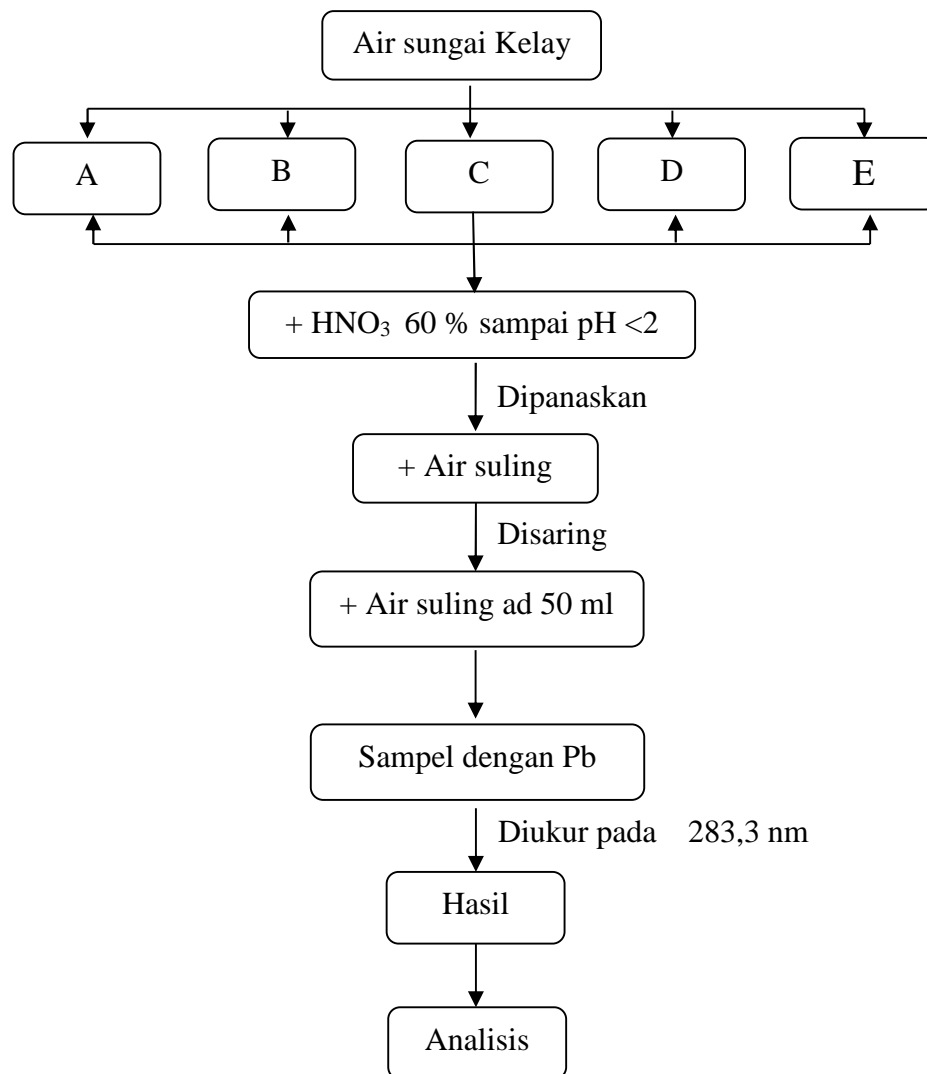 Air sungai Kelay
A
B
C
D
E
+ HNO₃ 60 % sampai pH <2
Dipanaskan
+ Air suling
Disaring
+ Air suling ad 50 ml
Sampel dengan Pb
Diukur pada 283,3 nm
Hasil
Analisis